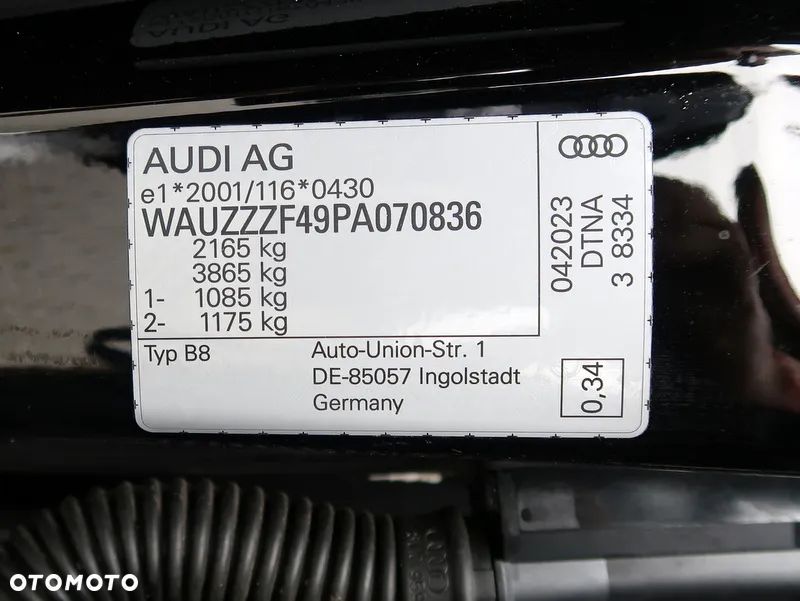 AUDI AG
e1*2001/116*0430
WAUZZZF49PA070836
2165 kg
3865 kg
1- 1085 kg
2- 1175 kg
Typ B8
Auto-Union-Str. 1
DE-85057 Ingolstadt
Germany
042023
DTNA
3 8334
0,34
OTOMOTO